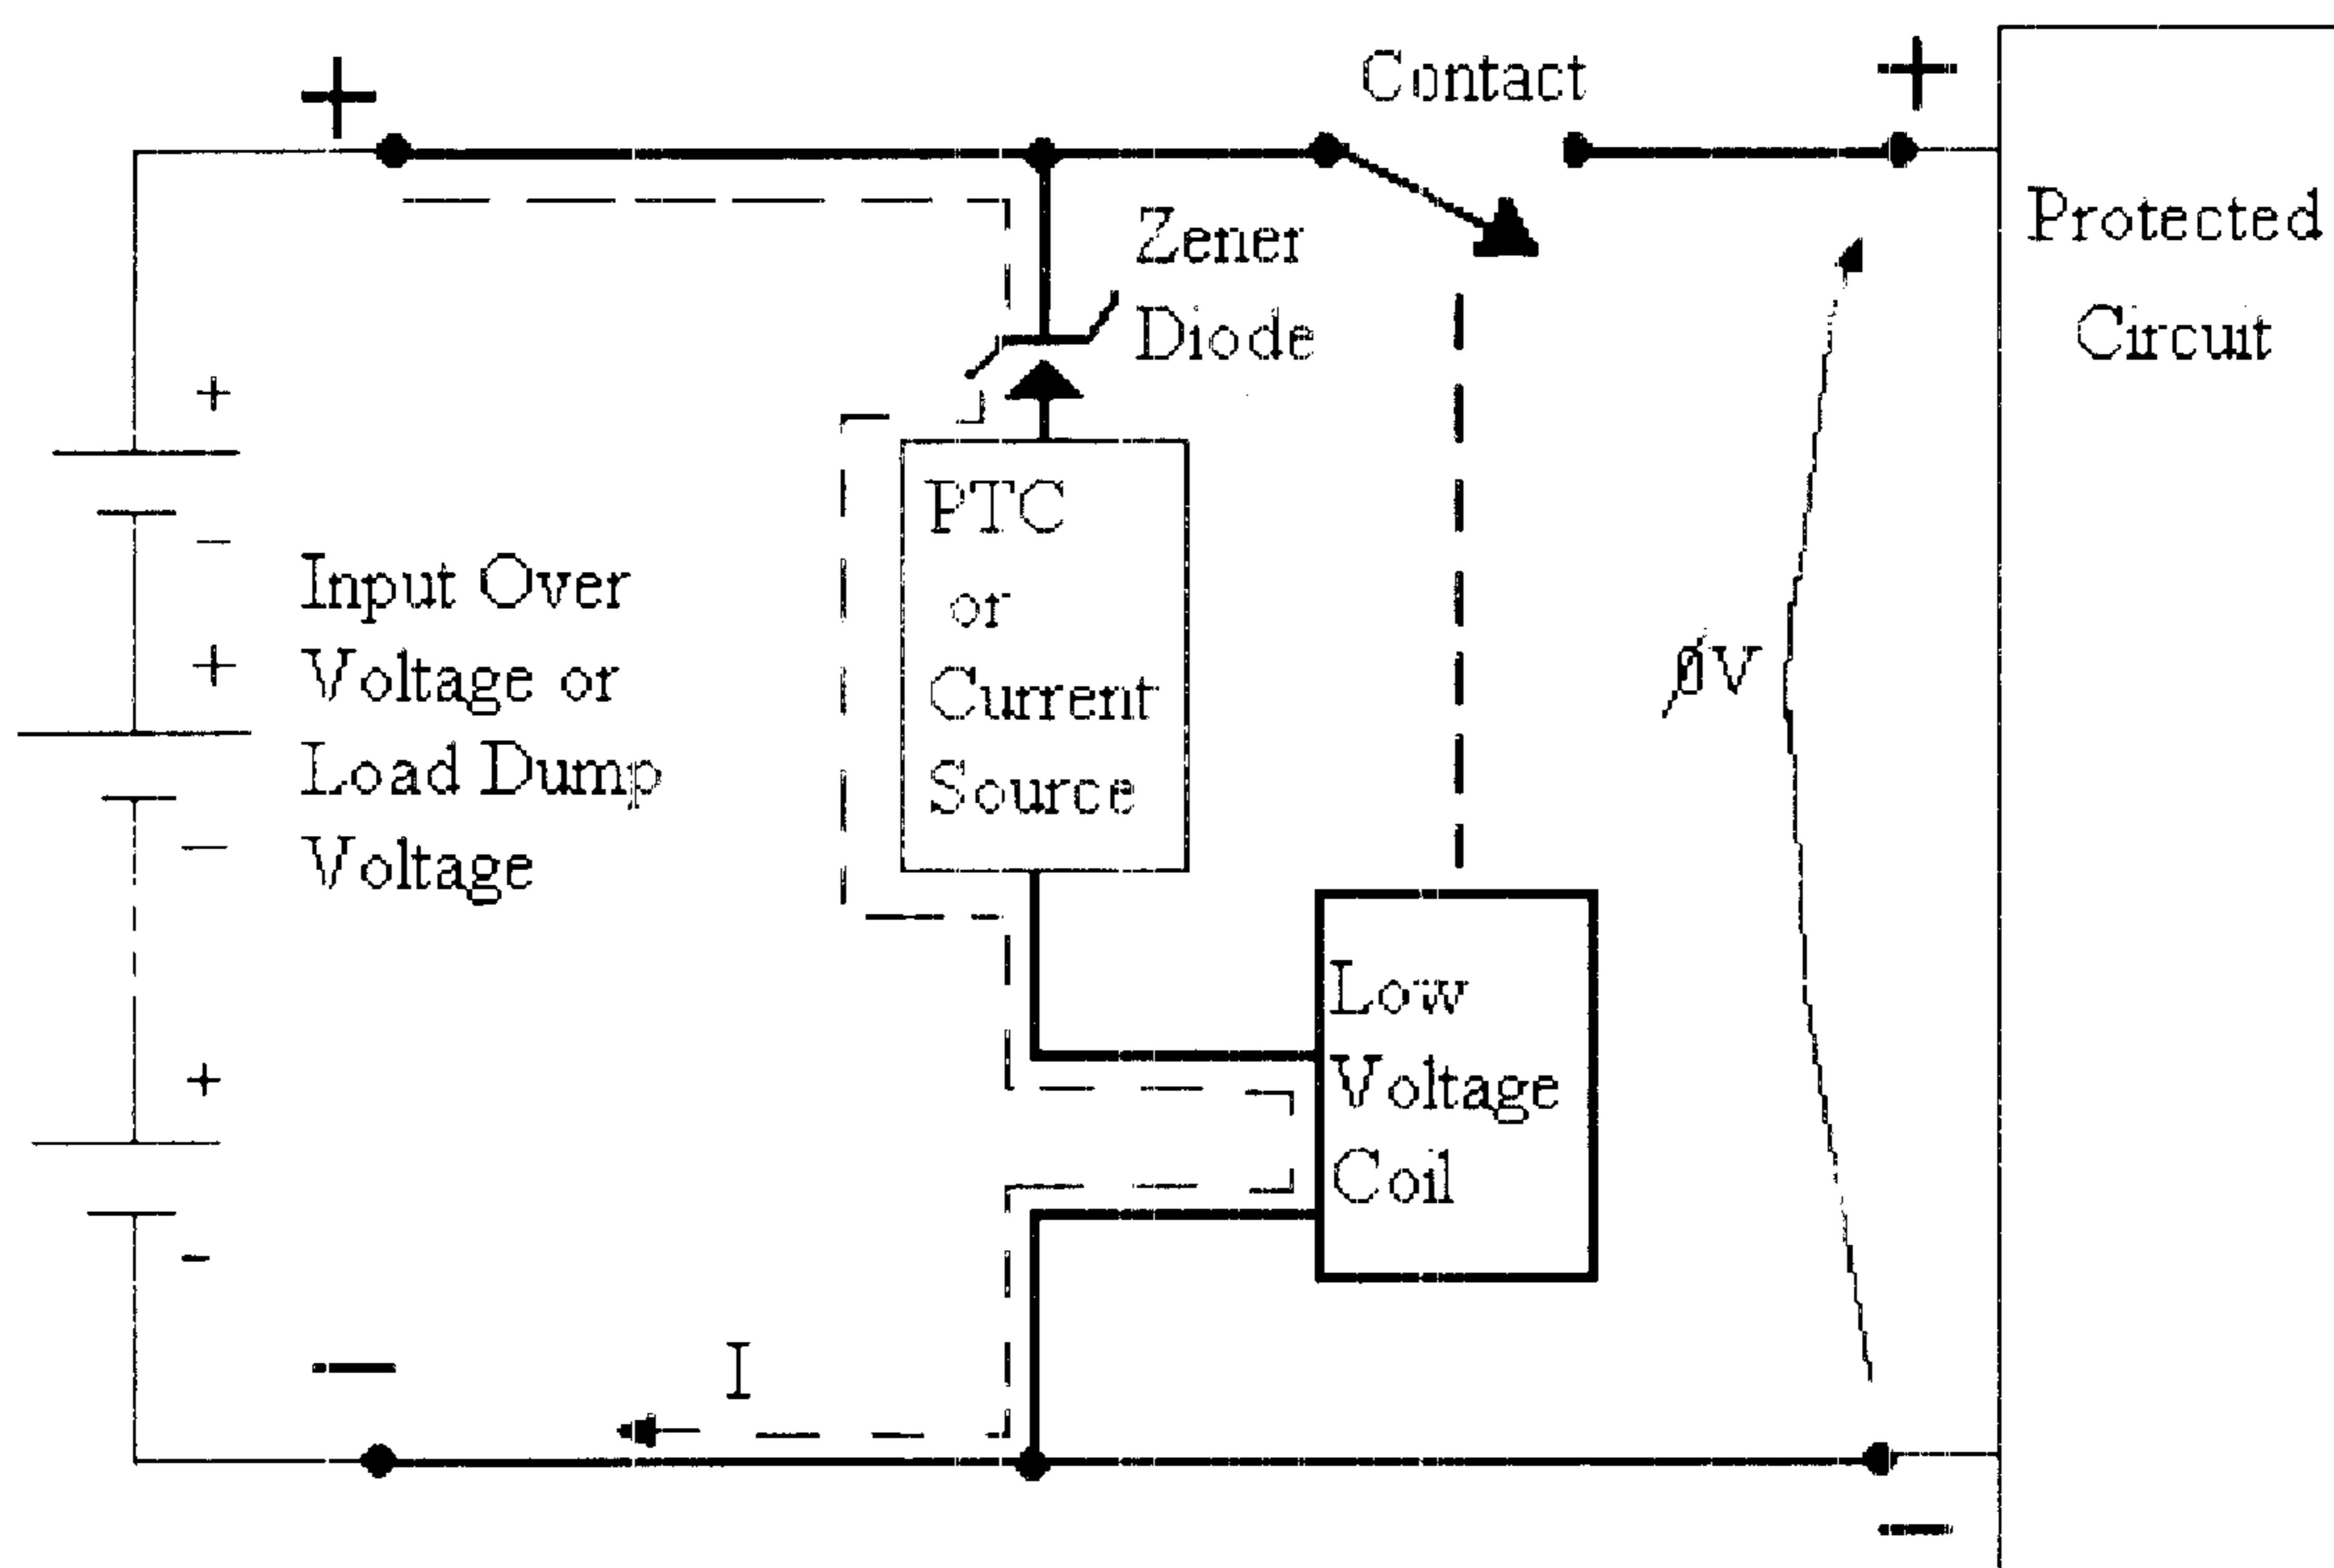 +
Contact
+
Protected
Circuit
Zener
Diode
+
-
PTC
or
Current
Source
Input Over
Voltage or
Load Dump
Voltage
+
-
ØV
Low
Voltage
Coil
+
-
-
I
-